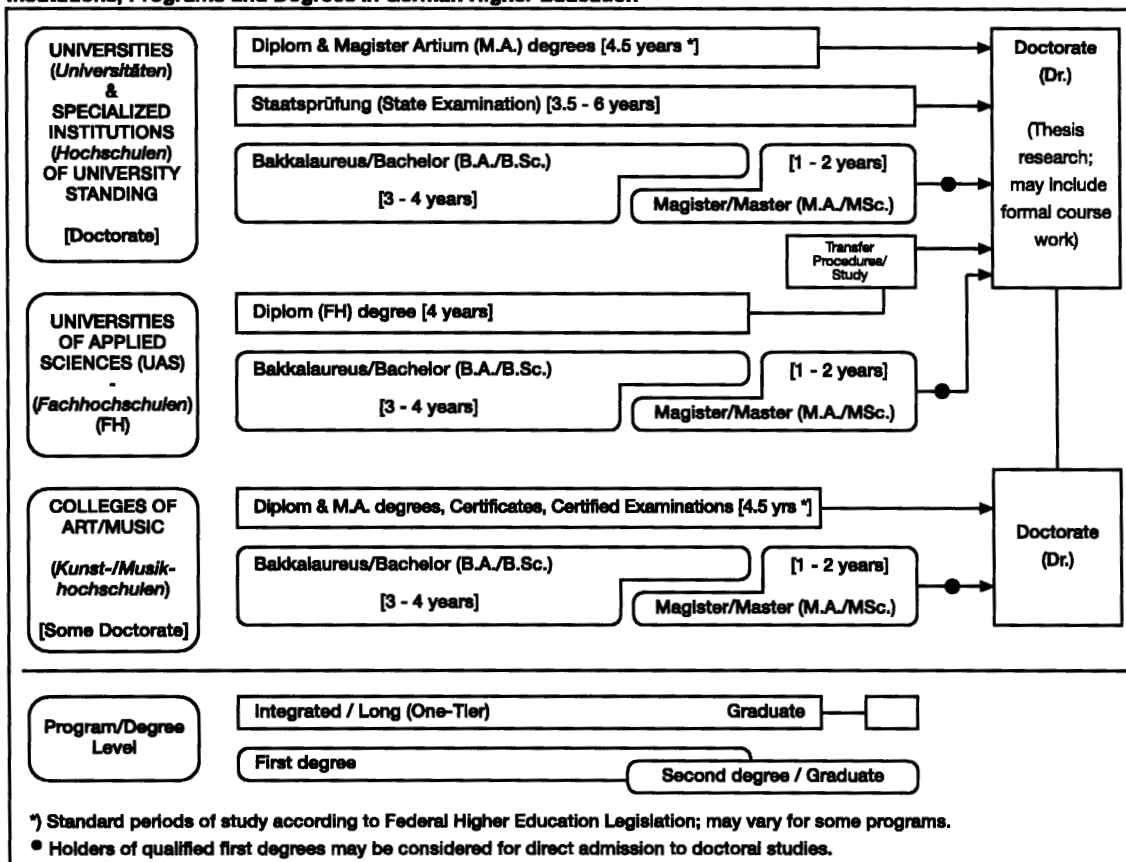 Institutions, Programs and Degrees in German Higher Education
UNIVERSITIES
(Universitäten)
&
SPECIALIZED
INSTITUTIONS
(Hochschulen)
OF UNIVERSITY
STANDING
[Doctorate]
Diplom & Magister Artium (M.A.) degrees [4.5 years *]
Staatsprüfung (State Examination) [3.5 - 6 years]
Bakkalaureus/Bachelor (B.A./B.Sc.)
[3 - 4 years]
[1 - 2 years]
Magister/Master (M.A./MSc.)
Transfer
Procedures/
Study
Doctorate
(Dr.)
(Thesis
research;
may include
formal course
work)
UNIVERSITIES
OF APPLIED
SCIENCES (UAS)
-
(Fachhochschulen)
(FH)
Diplom (FH) degree [4 years]
Bakkalaureus/Bachelor (B.A./B.Sc.)
[3 - 4 years]
[1 - 2 years]
Magister/Master (M.A./MSc.)
COLLEGES OF
ART/MUSIC
(Kunst-/Musik-
hochschulen)
[Some Doctorate]
Diplom & M.A. degrees, Certificates, Certified Examinations [4.5 yrs *]
Bakkalaureus/Bachelor (B.A./B.Sc.)
[3 - 4 years]
[1 - 2 years]
Magister/Master (M.A./MSc.)
Doctorate
(Dr.)
Program/Degree
Level
Integrated / Long (One-Tier) Graduate
First degree
Second degree / Graduate
*) Standard periods of study according to Federal Higher Education Legislation; may vary for some programs.
● Holders of qualified first degrees may be considered for direct admission to doctoral studies.